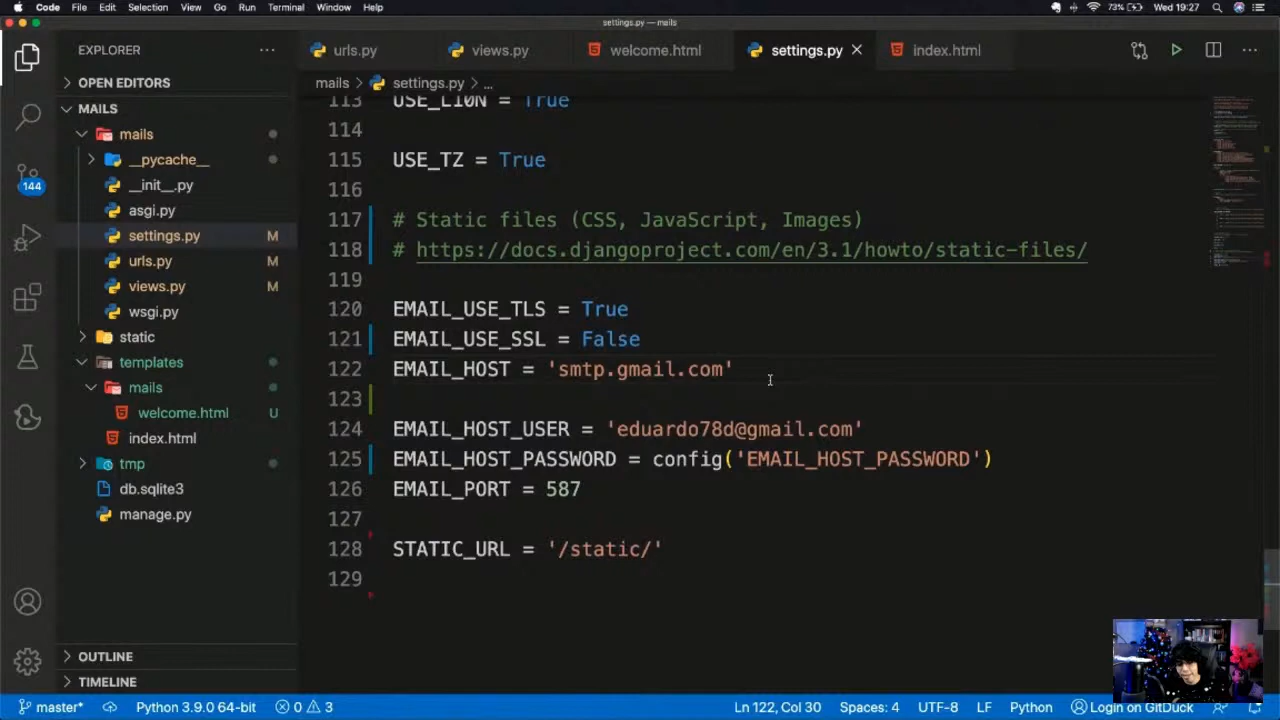 Code File Edit Selection View Go Run Terminal Window Help 73% Wed 19:27
settings.py — mails
EXPLORER
urls.py views.py welcome.html settings.py index.html
OPEN EDITORS
mails > settings.py > ...
MAILS
mails
__pycache__
__init__.py
asgi.py
settings.py M
urls.py M
views.py M
wsgi.py
static
templates
mails
welcome.html U
index.html
tmp
db.sqlite3
manage.py
OUTLINE
TIMELINE
144
113 USE_L10N = True
114
115 USE_TZ = True
116
117 # Static files (CSS, JavaScript, Images)
118 # https://docs.djangoproject.com/en/3.1/howto/static-files/
119
120 EMAIL_USE_TLS = True
121 EMAIL_USE_SSL = False
122 EMAIL_HOST = 'smtp.gmail.com'
123
124 EMAIL_HOST_USER = 'eduardo78d@gmail.com'
125 EMAIL_HOST_PASSWORD = config('EMAIL_HOST_PASSWORD')
126 EMAIL_PORT = 587
127
128 STATIC_URL = '/static/'
129
master* Python 3.9.0 64-bit 0 3 Ln 122, Col 30 Spaces: 4 UTF-8 LF Python Login on GitDuck